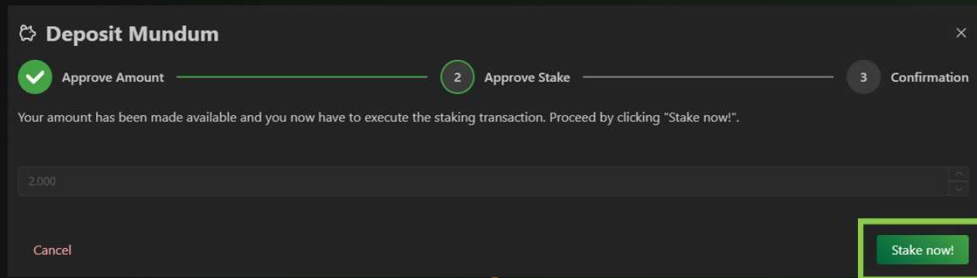 Deposit Mundum
Approve Amount 2 Approve Stake 3 Confirmation
Your amount has been made available and you now have to execute the staking transaction. Proceed by clicking "Stake now!".
2.000
Cancel Stake now!